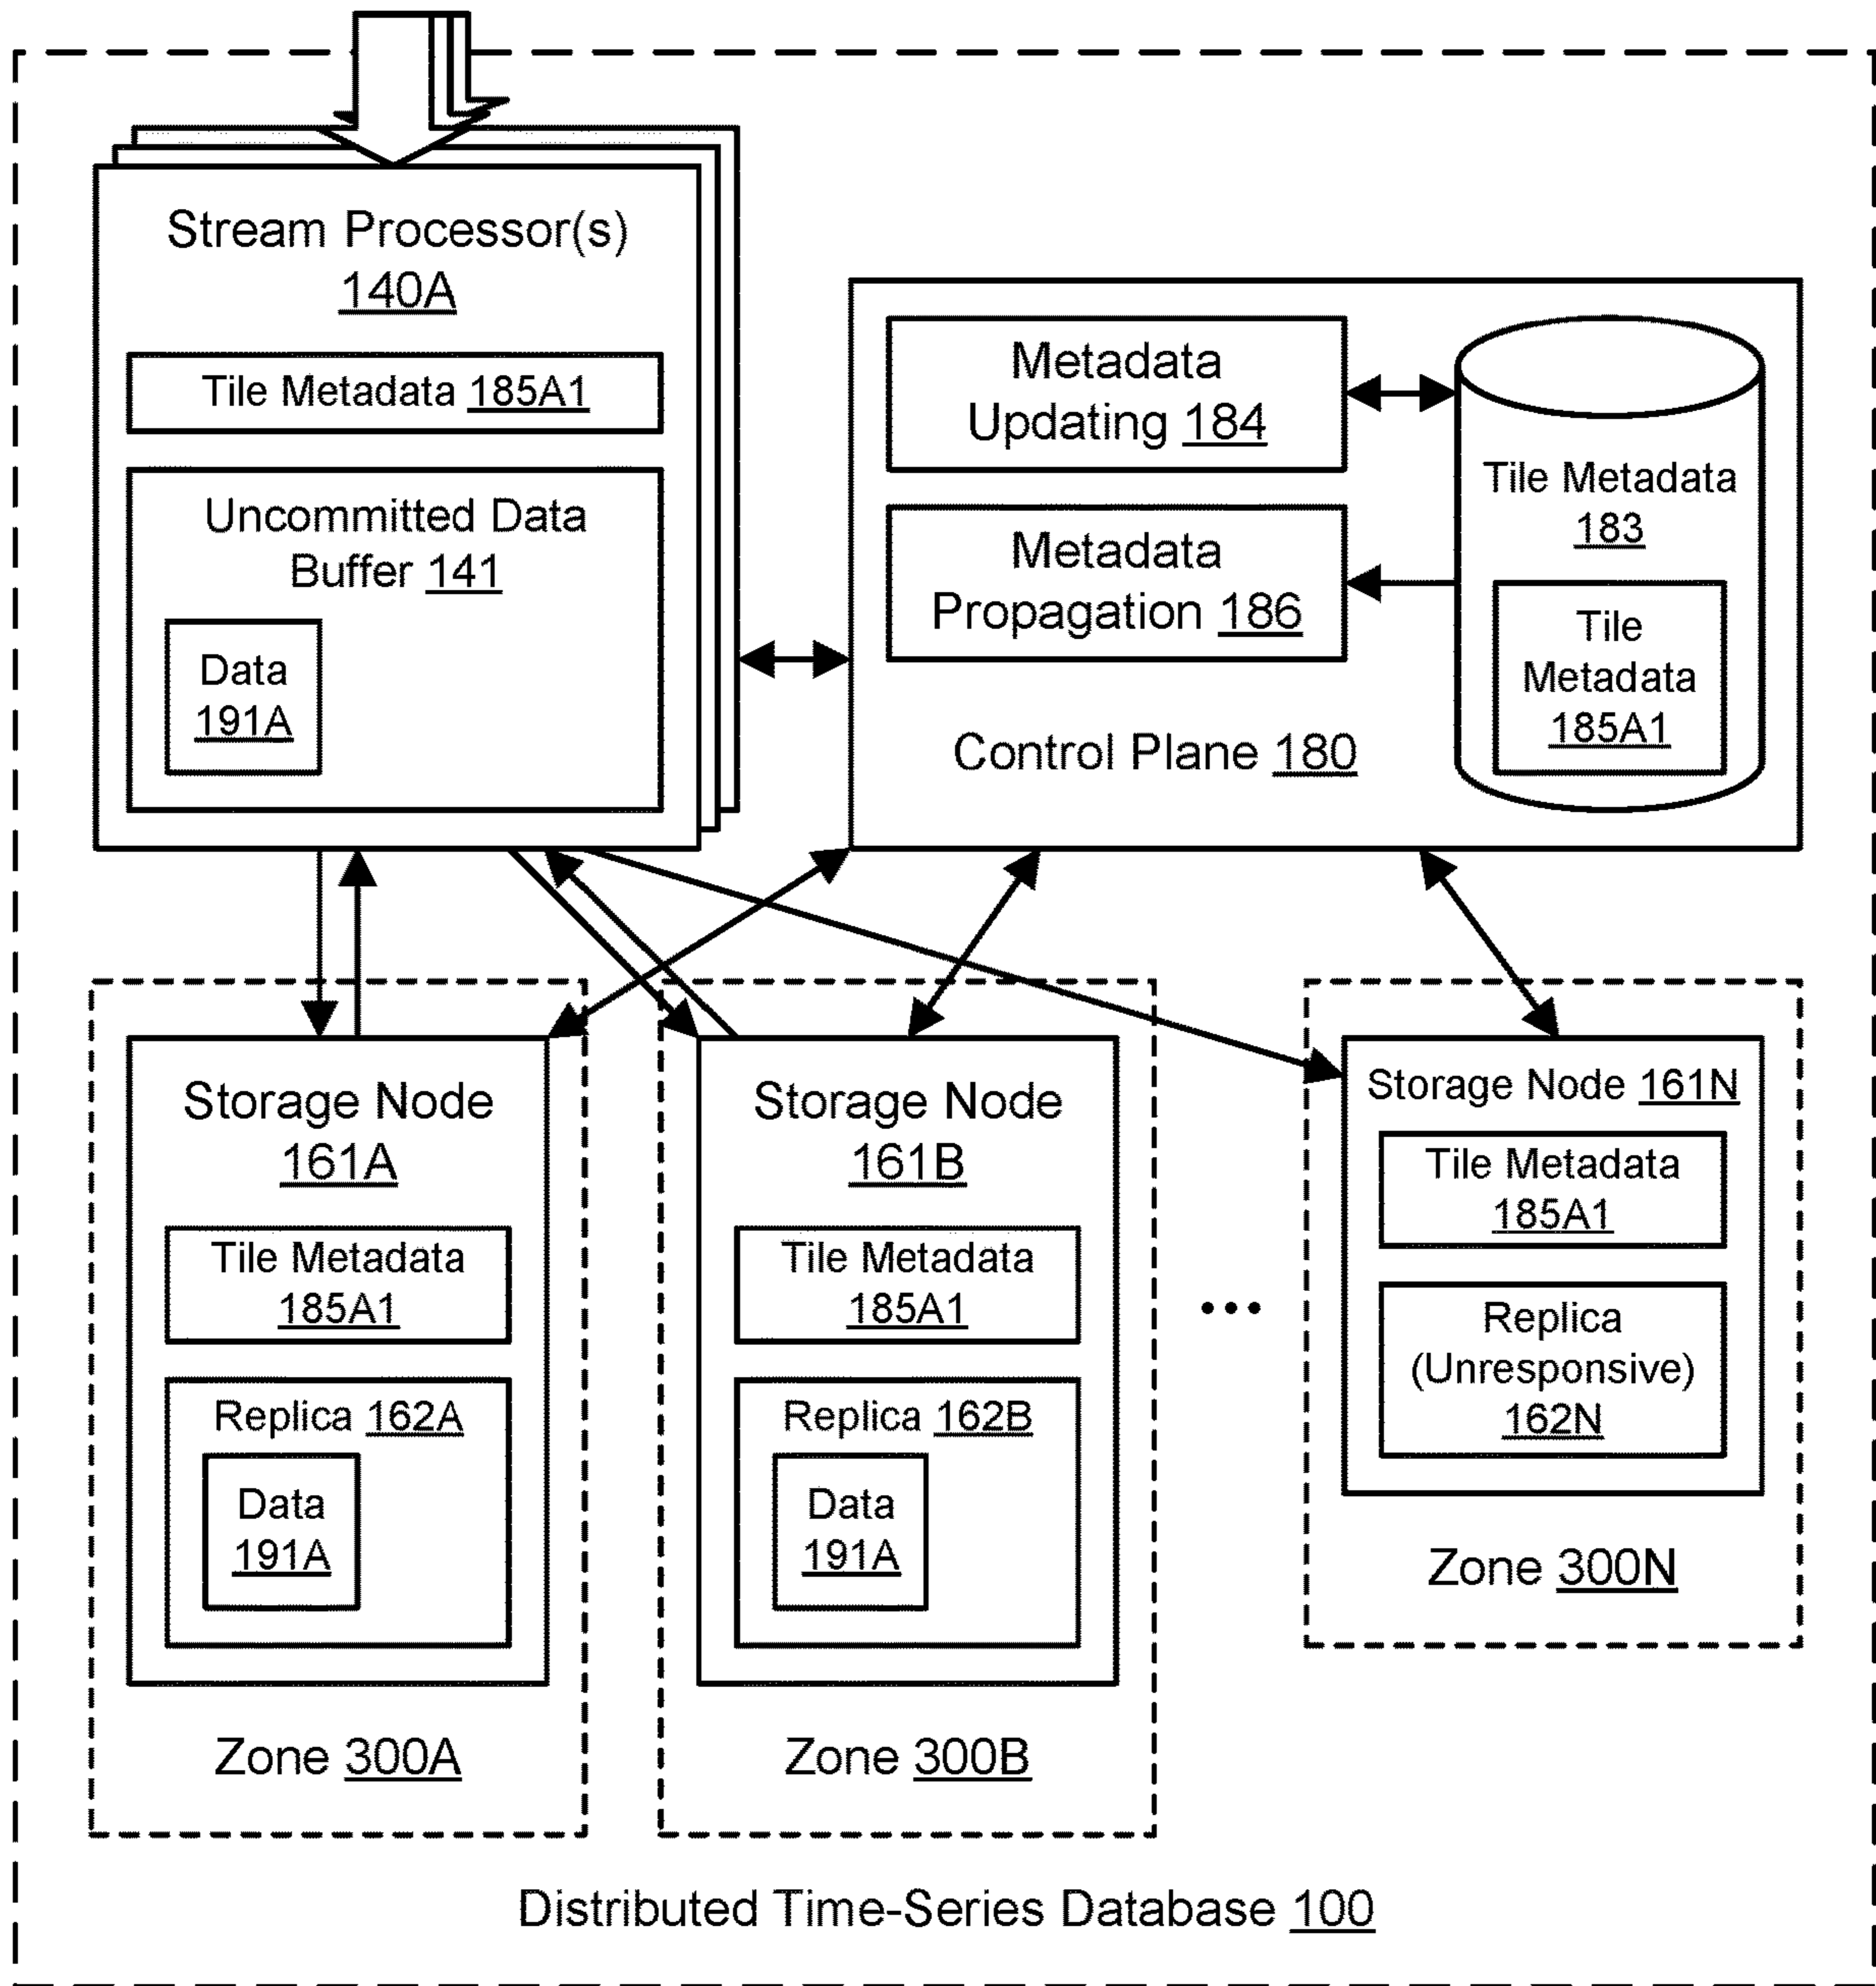 Stream Processor(s)
140A
Tile Metadata 185A1
Uncommitted Data
Buffer 141
Data
191A
Metadata
Updating 184
Metadata
Propagation 186
Tile Metadata
183
Tile
Metadata
185A1
Control Plane 180
Storage Node
161A
Tile Metadata
185A1
Replica 162A
Data
191A
Zone 300A
Storage Node
161B
Tile Metadata
185A1
Replica 162B
Data
191A
Zone 300B
...
Storage Node 161N
Tile Metadata
185A1
Replica
(Unresponsive)
162N
Zone 300N
Distributed Time-Series Database 100